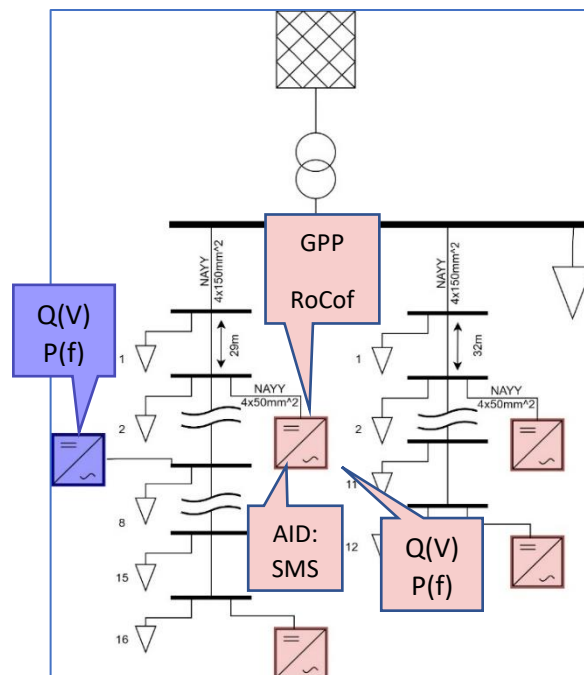 GPP
RoCof
NAYY
4x150mm^2
NAYY
4x150mm^2
Q(V)
P(f)
1
29m
1
32m
NAYY
4x50mm^2
NAYY
4x50mm^2
2
2
11
8
AID:
SMS
Q(V)
P(f)
12
15
16